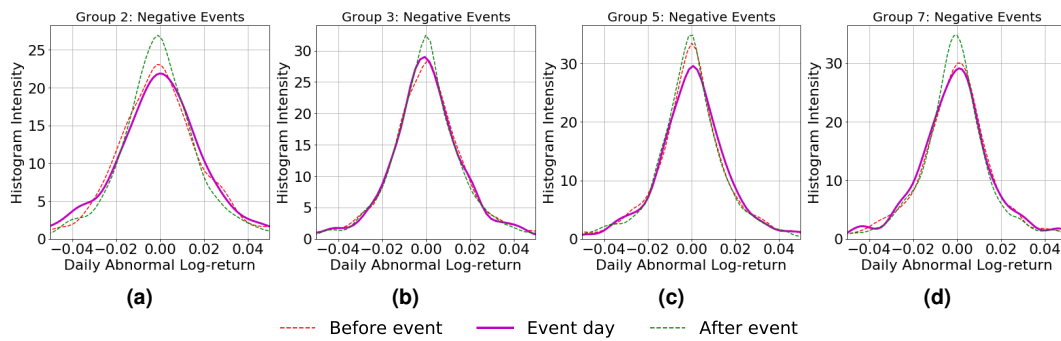 Group 2: Negative Events
Group 3: Negative Events
Group 5: Negative Events
Group 7: Negative Events
Histogram Intensity
25
20
15
10
5
0
−0.04 −0.02 0.00 0.02 0.04
Daily Abnormal Log-return
Histogram Intensity
30
25
20
15
10
5
0
−0.04 −0.02 0.00 0.02 0.04
Daily Abnormal Log-return
Histogram Intensity
30
20
10
0
−0.04 −0.02 0.00 0.02 0.04
Daily Abnormal Log-return
Histogram Intensity
30
20
10
0
−0.04 −0.02 0.00 0.02 0.04
Daily Abnormal Log-return
(a)
(b)
(c)
(d)
Before event Event day After event